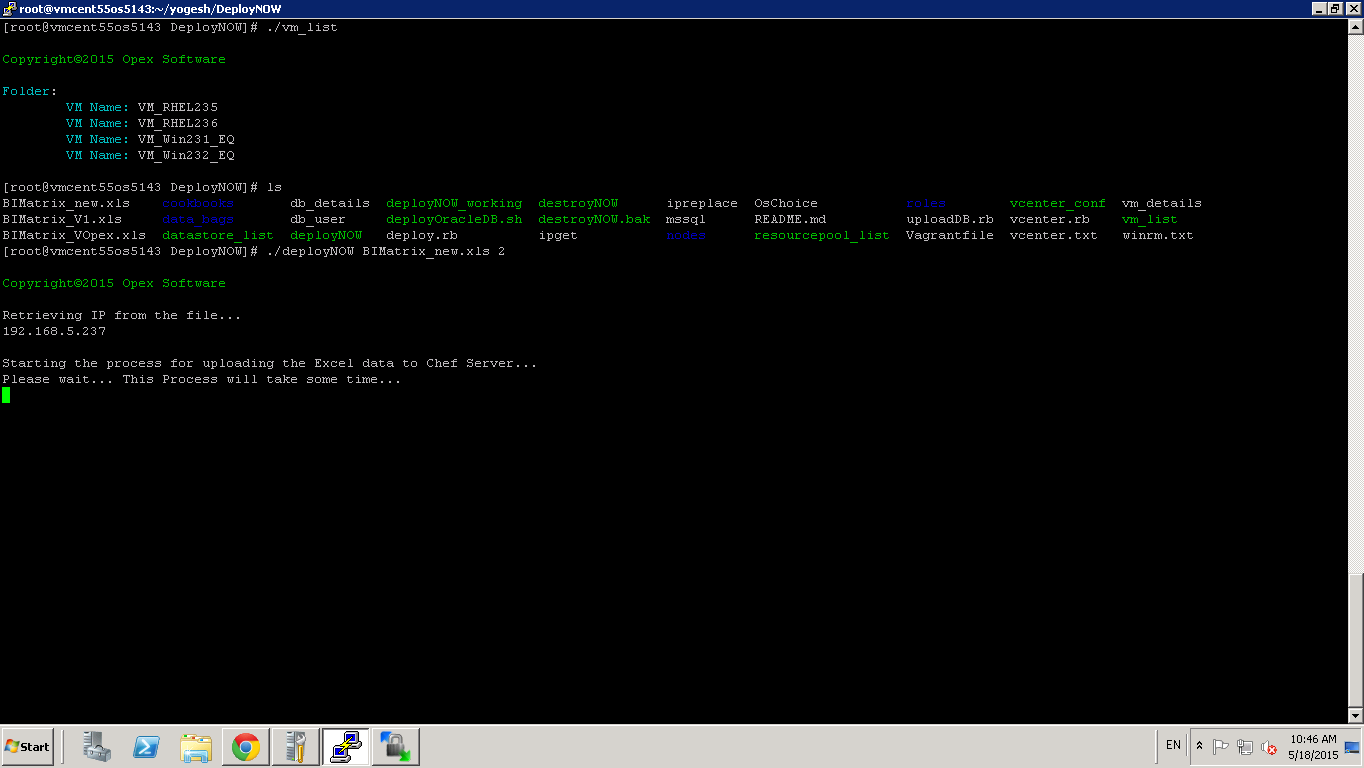 root@vmcent55os5143:~/yogesh/DeployNOW
[root@vmcent55os5143 DeployNOW]# ./vm_list
Copyright©2015 Opex Software
Folder:
VM Name: VM_RHEL235
VM Name: VM_RHEL236
VM Name: VM_Win231_EQ
VM Name: VM_Win232_EQ
[root@vmcent55os5143 DeployNOW]# ls
BIMatrix_new.xls cookbooks db_details deployNOW_working destroyNOW ipreplace OsChoice roles vcenter_conf vm_details
BIMatrix_V1.xls data_bags db_user deployOracleDB.sh destroyNOW.bak mssql README.md uploadDB.rb vcenter.rb vm_list
BIMatrix_VOpex.xls datastore_list deployNOW deploy.rb ipget nodes resourcepool_list Vagrantfile vcenter.txt winrm.txt
[root@vmcent55os5143 DeployNOW]# ./deployNOW BIMatrix_new.xls 2
Copyright©2015 Opex Software
Retrieving IP from the file...
192.168.5.237
Starting the process for uploading the Excel data to Chef Server...
Please wait... This Process will take some time...
Start
EN
10:46 AM
5/18/2015